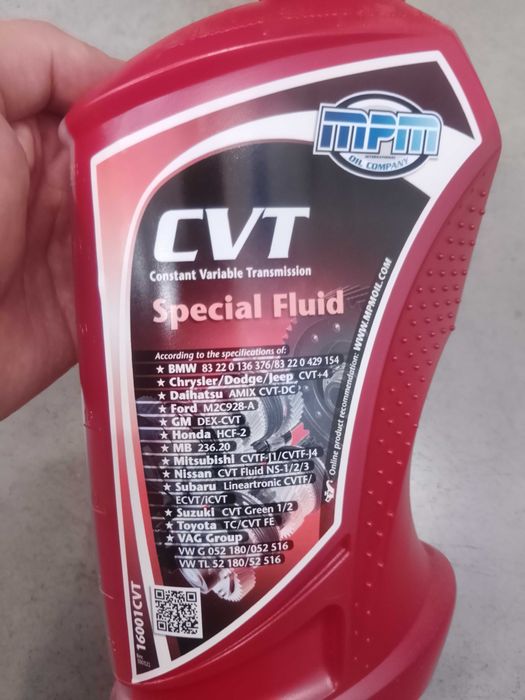 MPM
INTERNATIONAL
OIL COMPANY
CVT
Constant Variable Transmission
Special Fluid
According to the specifications of:
★ BMW 83 22 0 136 376/83 22 0 429 154
★ Chrysler/Dodge/Jeep CVT+4
★ Daihatsu AMIX CVT-DC
★ Ford M2C928-A
★ GM DEX-CVT
★ Honda HCF-2
★ MB 236.20
★ Mitsubishi CVTF-J1/CVTF-J4
★ Nissan CVT Fluid NS-1/2/3
★ Subaru Lineartronic CVTF/
ECVT/iCVT
★ Suzuki CVT Green 1/2
★ Toyota TC/CVT FE
★ VAG Group
VW G 052 180/052 516
VW TL 52 180/52 516
Online product recommendation: WWW.MPMOIL.COM
16001CVT